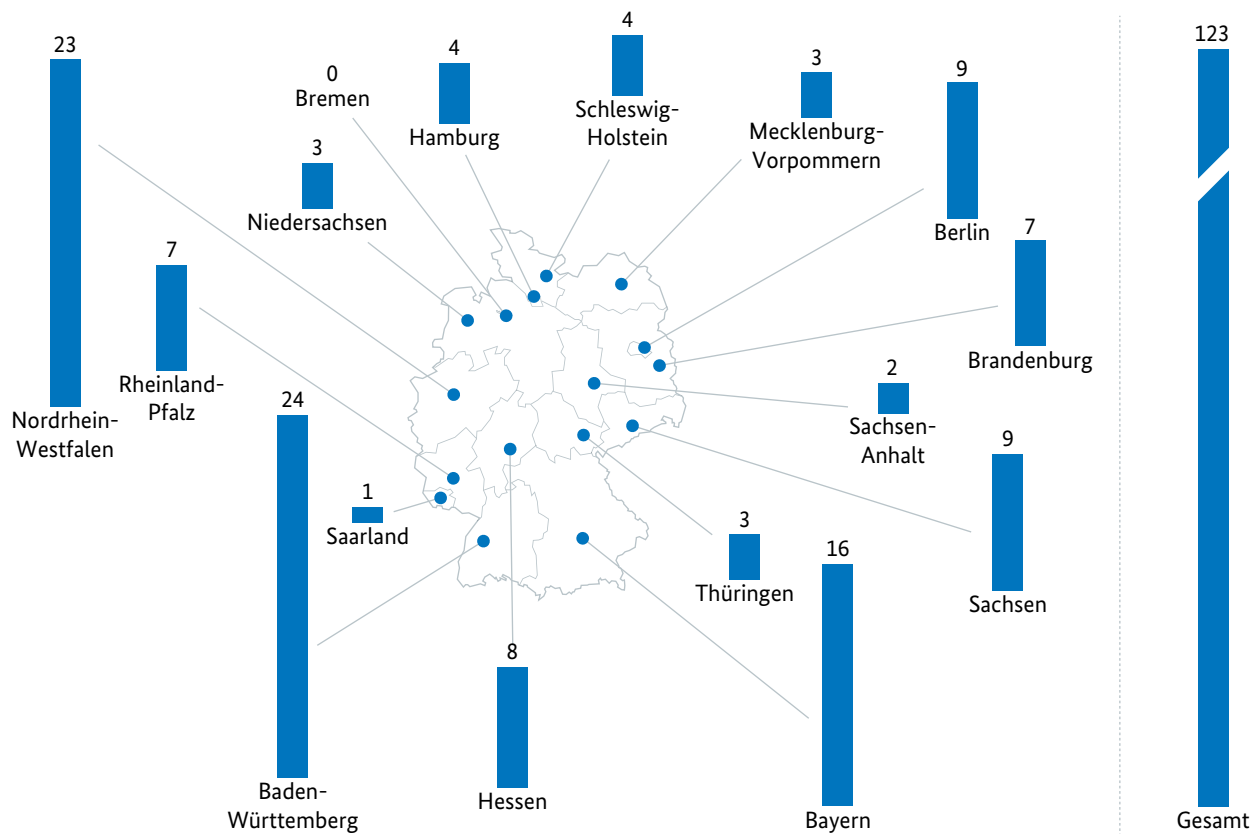 23
Nordrhein-
Westfalen
7
Rheinland-
Pfalz
3
Niedersachsen
0
Bremen
4
Hamburg
4
Schleswig-
Holstein
3
Mecklenburg-
Vorpommern
9
Berlin
7
Brandenburg
2
Sachsen-
Anhalt
9
Sachsen
3
Thüringen
16
Bayern
8
Hessen
24
Baden-
Württemberg
1
Saarland
123
Gesamt